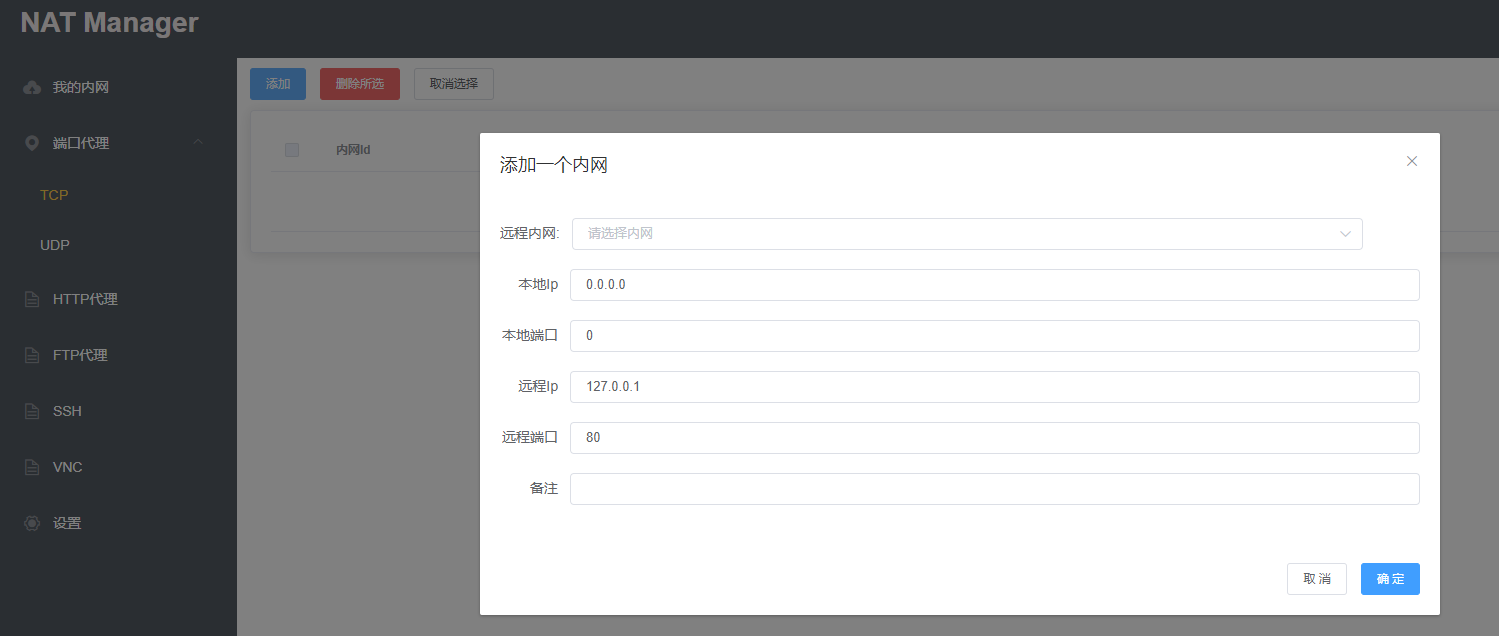 NAT Manager
我的内网
端口代理
TCP
UDP
HTTP代理
FTP代理
SSH
VNC
设置
添加
删除所选
取消选择
内网Id
添加一个内网
远程内网: 请选择内网
本地Ip 0.0.0.0
本地端口 0
远程Ip 127.0.0.1
远程端口 80
备注
取消
确定